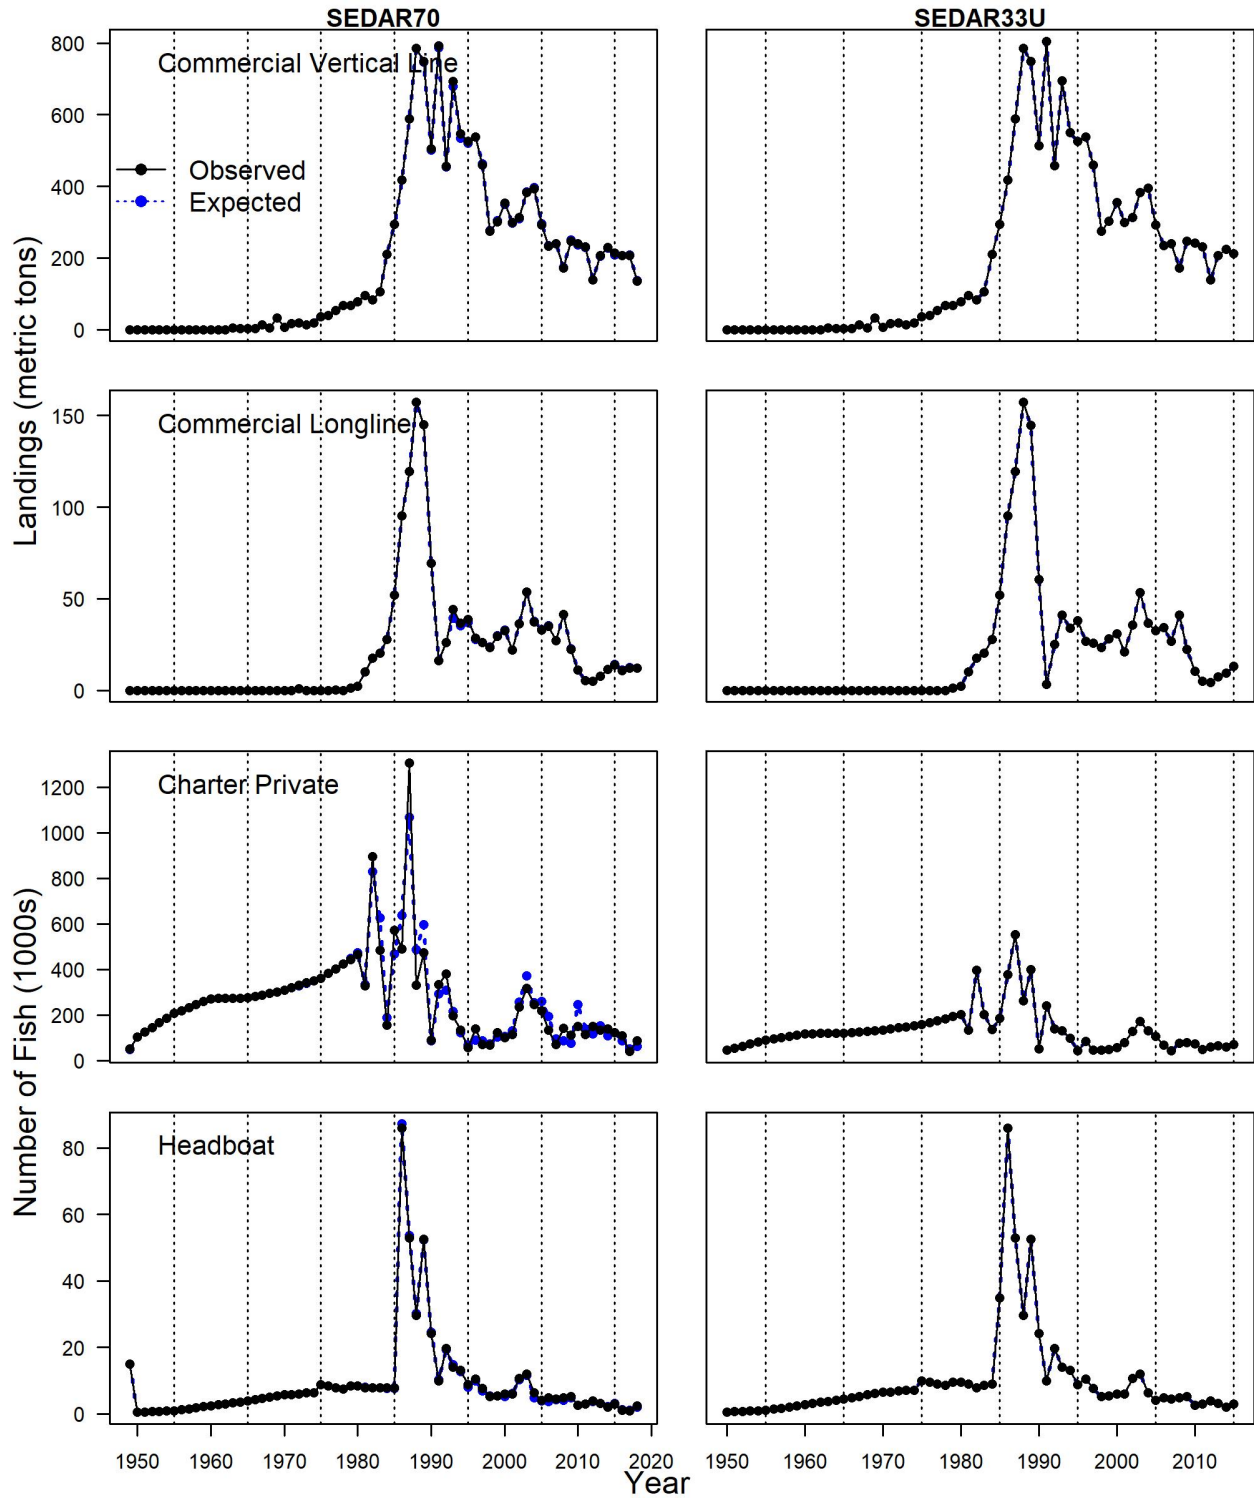 SEDAR70
SEDAR33U
Commercial Vertical Line
Observed
Expected
800
600
400
200
0
Landings (metric tons)
Commercial Longline
150
100
50
0
Charter Private
1200
1000
800
600
400
200
0
Number of Fish (1000s)
Headboat
80
60
40
20
0
1950 1960 1970 1980 1990 2000 2010 2020
1950 1960 1970 1980 1990 2000 2010
Year